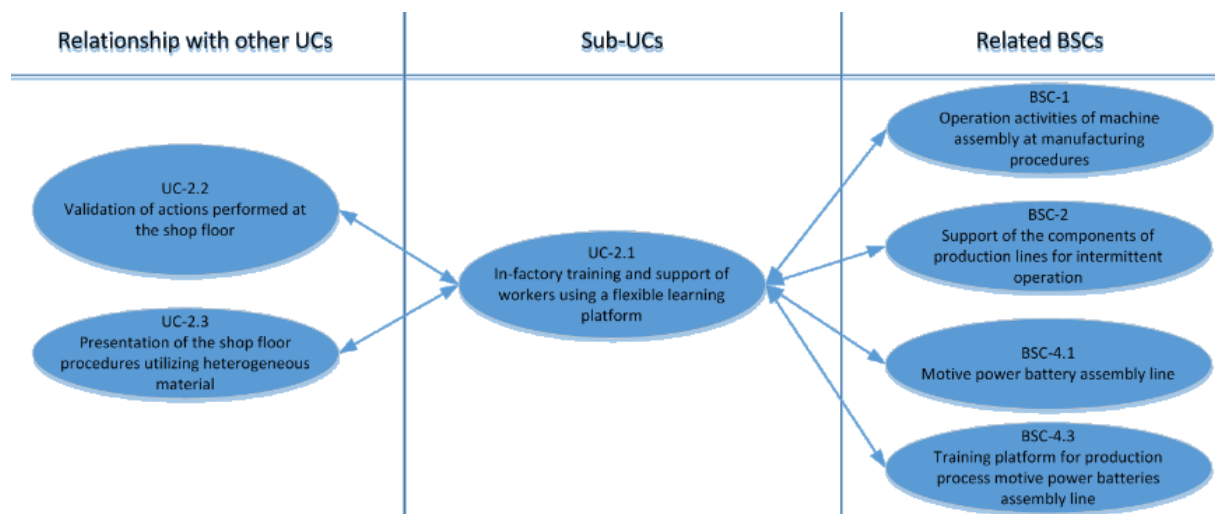 Relationship with other UCs
Sub-UCs
Related BSCs
UC-2.2
Validation of actions performed at
the shop floor
UC-2.3
Presentation of the shop floor
procedures utilizing heterogeneous
material
UC-2.1
In-factory training and support of
workers using a flexible learning
platform
BSC-1
Operation activities of machine
assembly at manufacturing
procedures
BSC-2
Support of the components of
production lines for intermittent
operation
BSC-4.1
Motive power battery assembly line
BSC-4.3
Training platform for production
process motive power batteries
assembly line